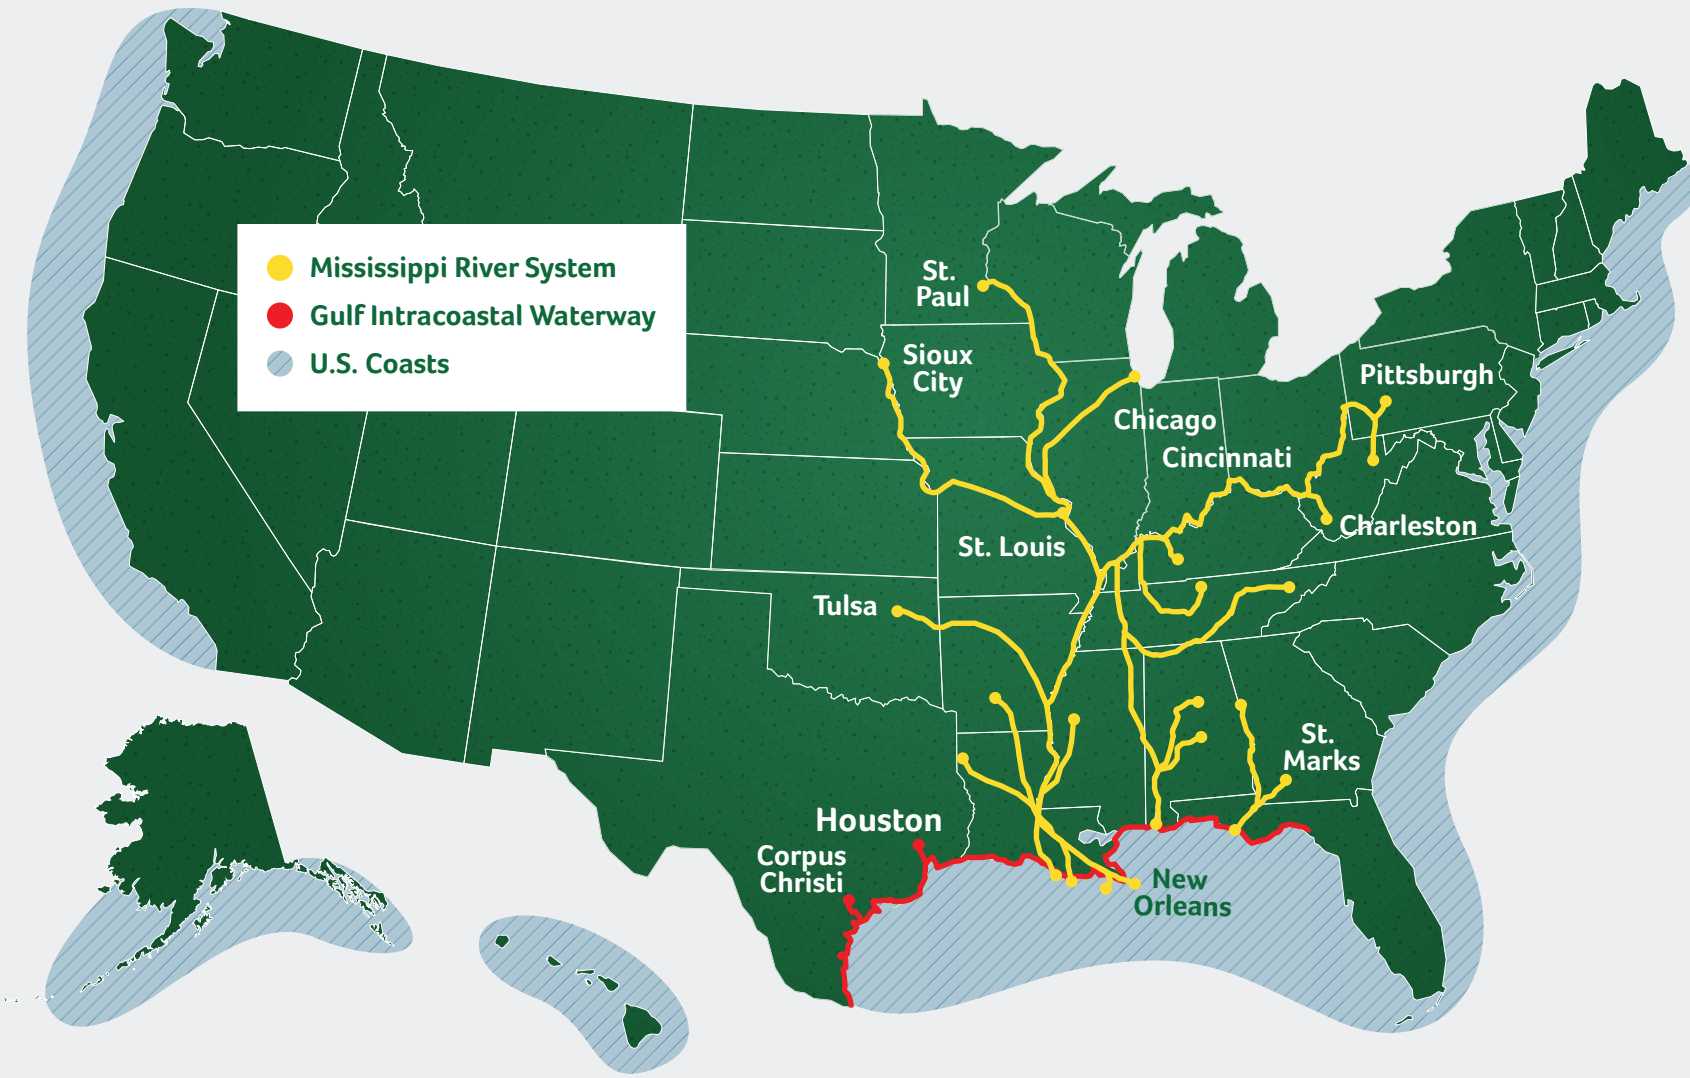 Mississippi River System
Gulf Intracoastal Waterway
U.S. Coasts
St.
Paul
Sioux
City
Chicago
Pittsburgh
Cincinnati
Charleston
St. Louis
Tulsa
St.
Marks
Houston
Corpus
Christi
New
Orleans